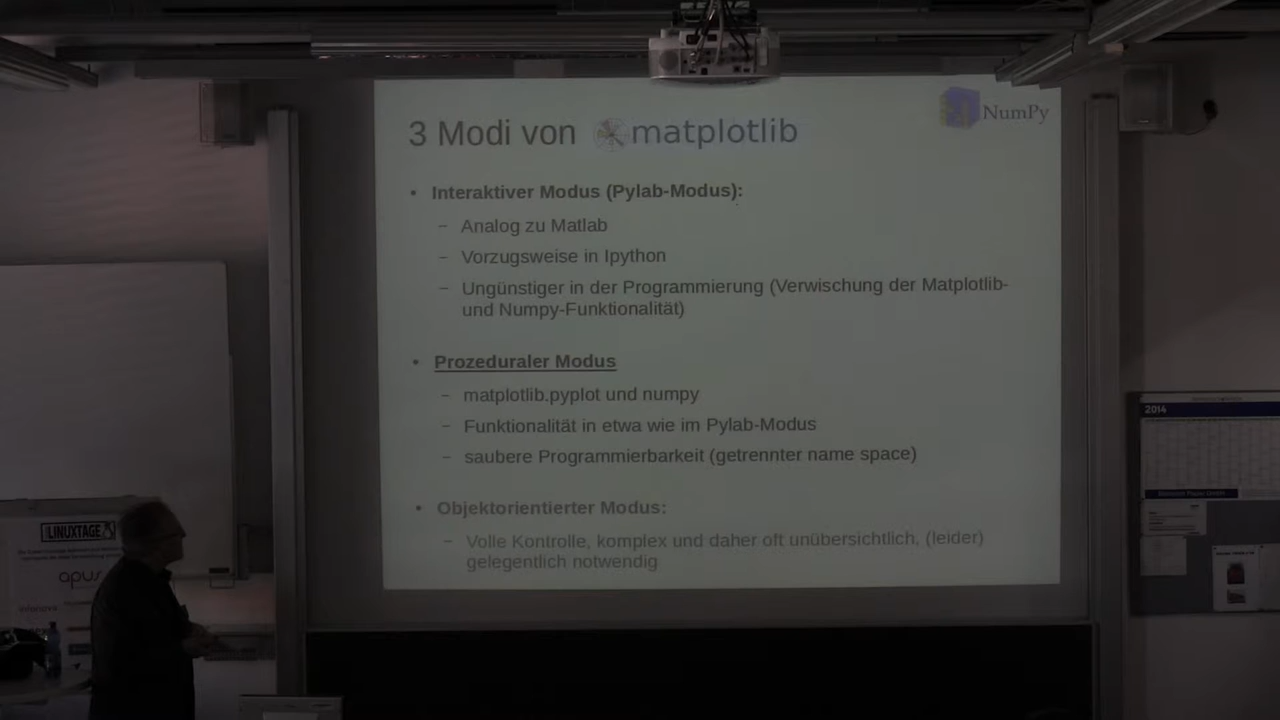 3 Modi von matplotlib
NumPy
• Interaktiver Modus (Pylab-Modus):
– Analog zu Matlab
– Vorzugsweise in Ipython
– Ungünstiger in der Programmierung (Verwischung der Matplotlib-
und Numpy-Funktionalität)
• Prozeduraler Modus
– matplotlib.pyplot und numpy
– Funktionalität in etwa wie im Pylab-Modus
– saubere Programmierbarkeit (getrennter name space)
• Objektorientierter Modus:
– Volle Kontrolle, komplex und daher oft unübersichtlich, (leider)
gelegentlich notwendig
LINUXTAGE
2014